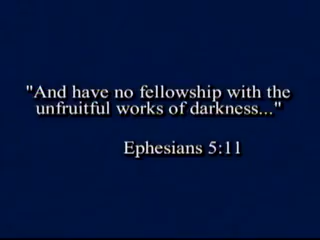 "And have no fellowship with the
unfruitful works of darkness..."
Ephesians 5:11